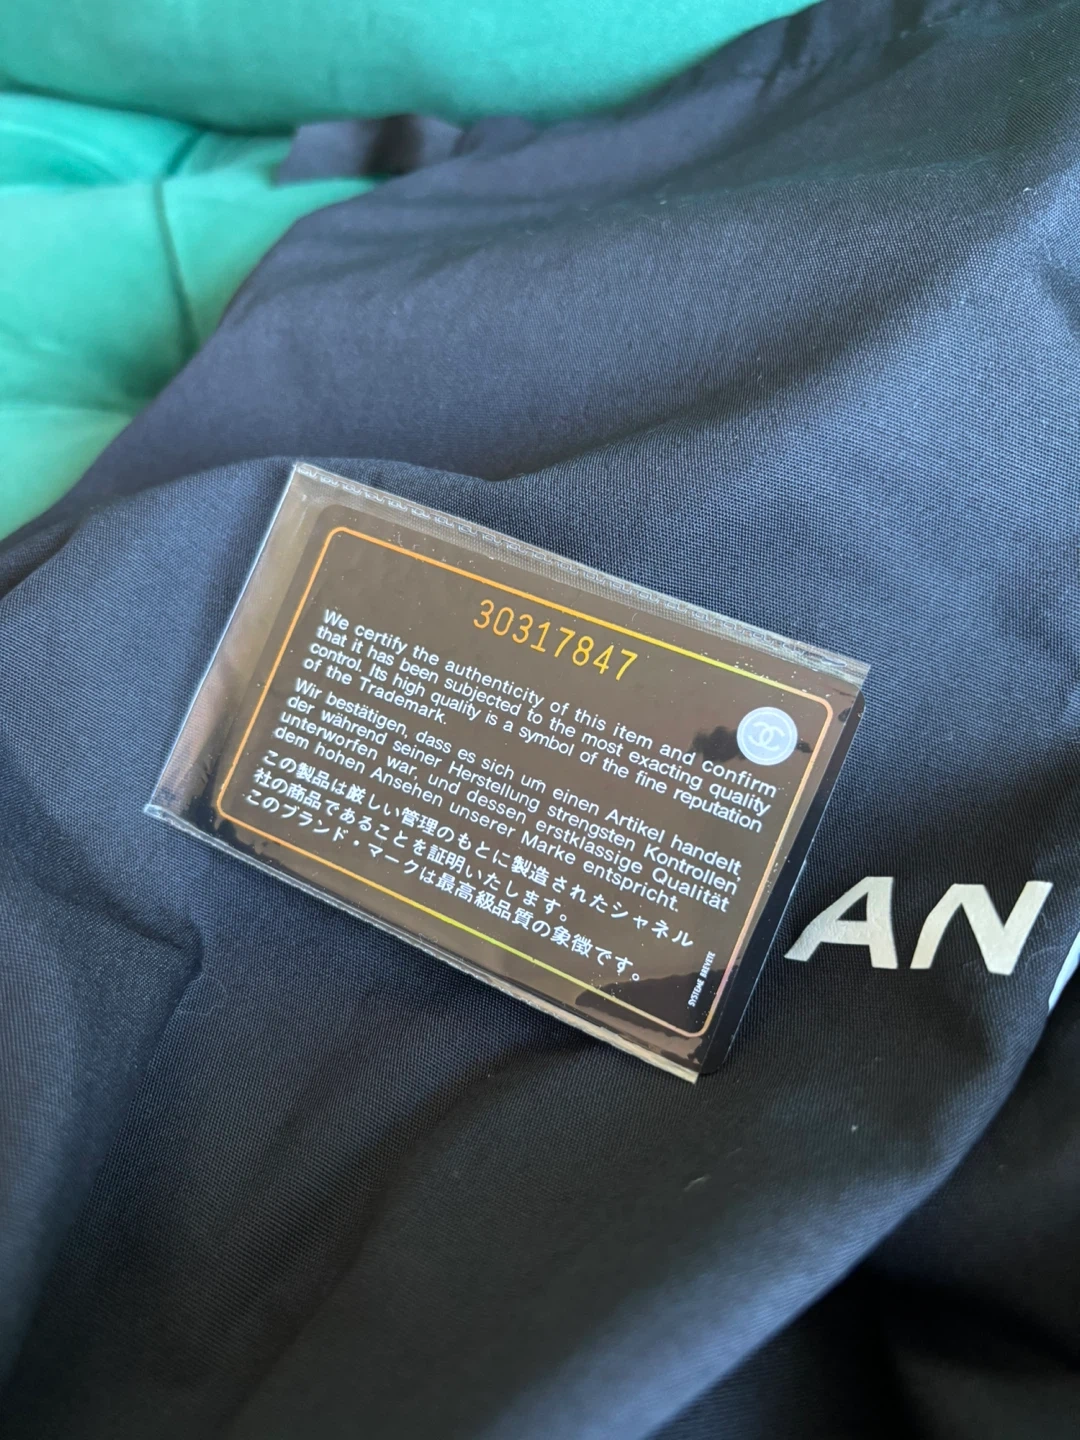 30317847
We certify the authenticity of this item and confirm
that it has been subjected to the most exacting quality
control. Its high quality is a symbol of the fine reputation
of the Trademark.
Wir bestätigen, dass es sich um einen Artikel handelt,
der während seiner Herstellung strengsten Kontrollen
unterworfen war, und dessen erstklassige Qualität
dem hohen Ansehen unserer Marke entspricht.
この製品は厳しい管理のもとに製造されたシャネル
社の商品であることを証明いたします。
このブランド・マークは最高級品質の象徴です。
SYSTEME BREVETE
AN